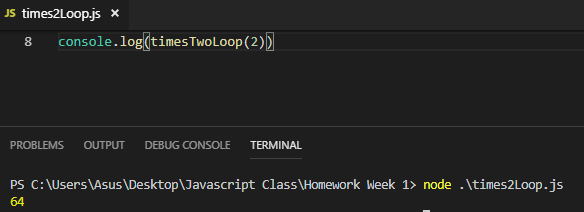 JS times2Loop.js ×
8 console.log(timesTwoLoop(2))
PROBLEMS OUTPUT DEBUG CONSOLE TERMINAL
PS C:\Users\Asus\Desktop\Javascript Class\Homework Week 1> node .\times2Loop.js
64